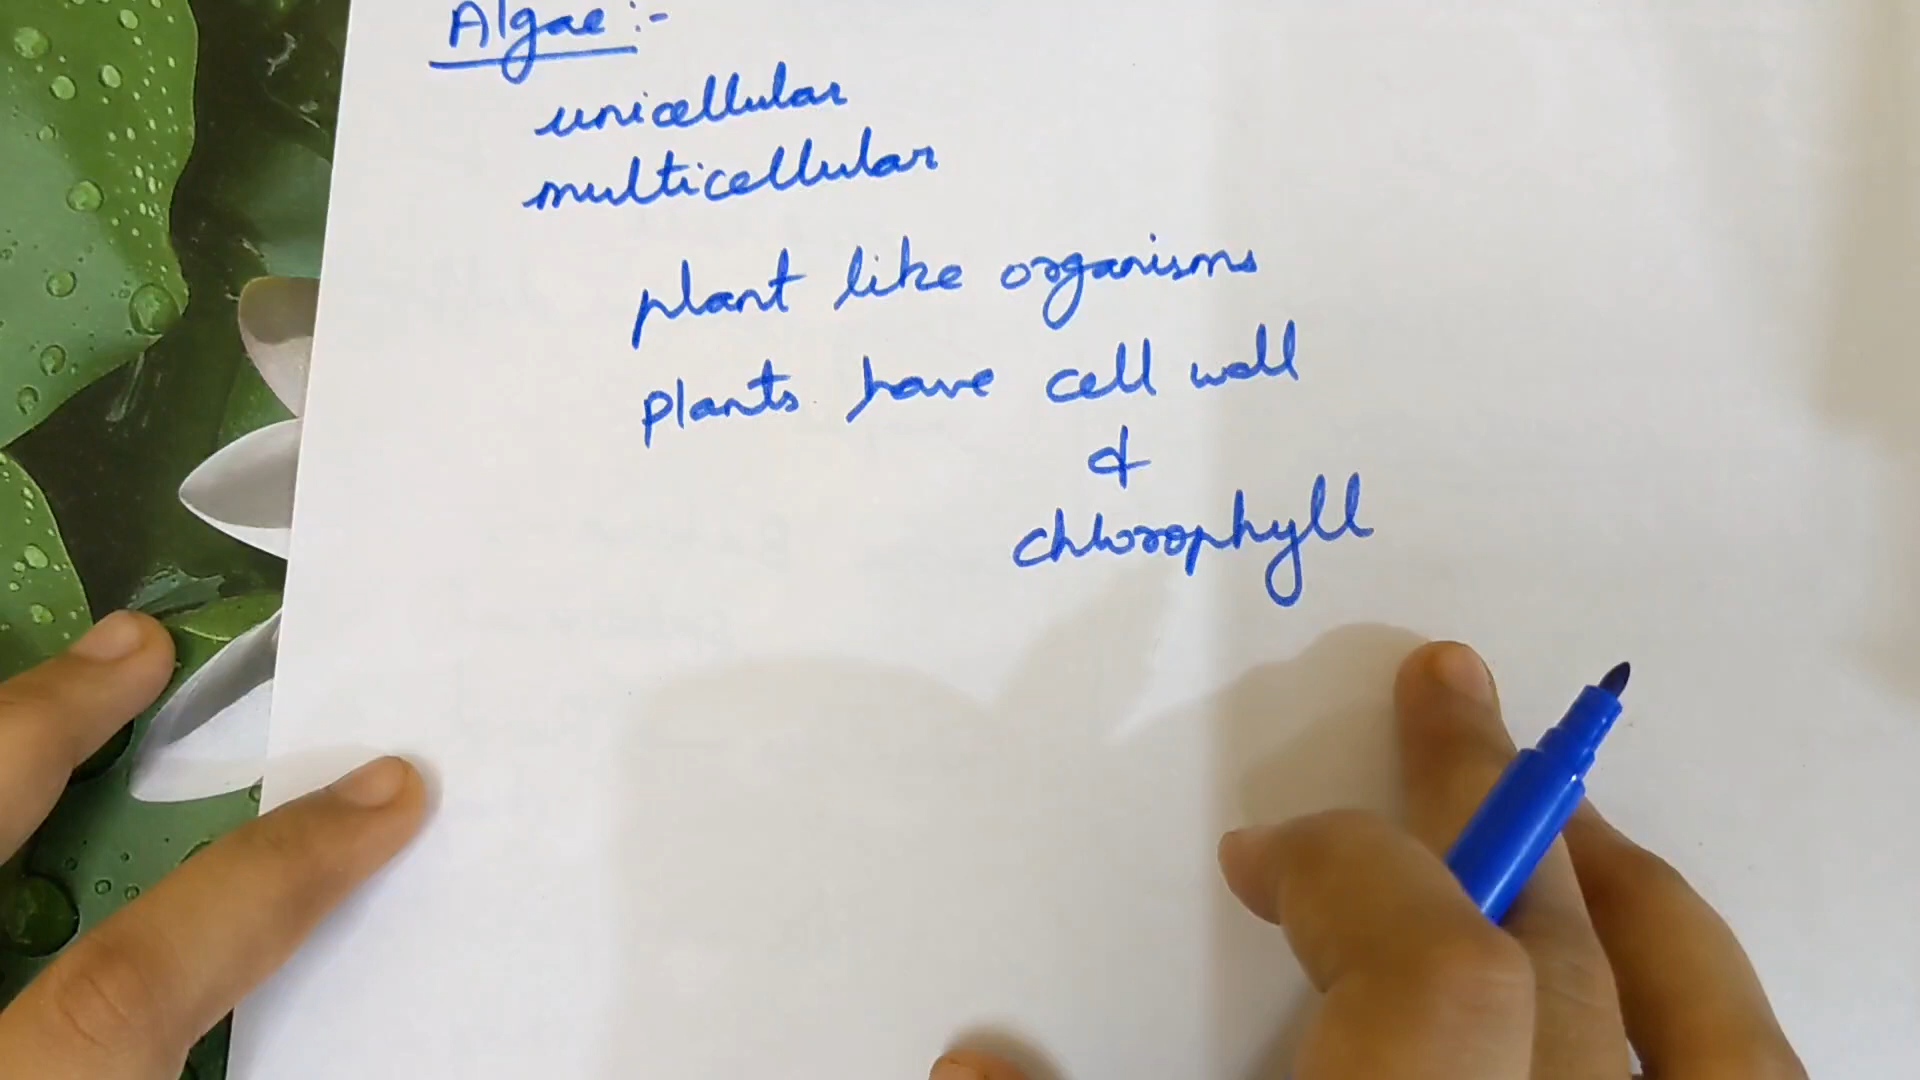 Algae :-
unicellular
multicellular
plant like organisms
plants have cell wall
&
chlorophyll